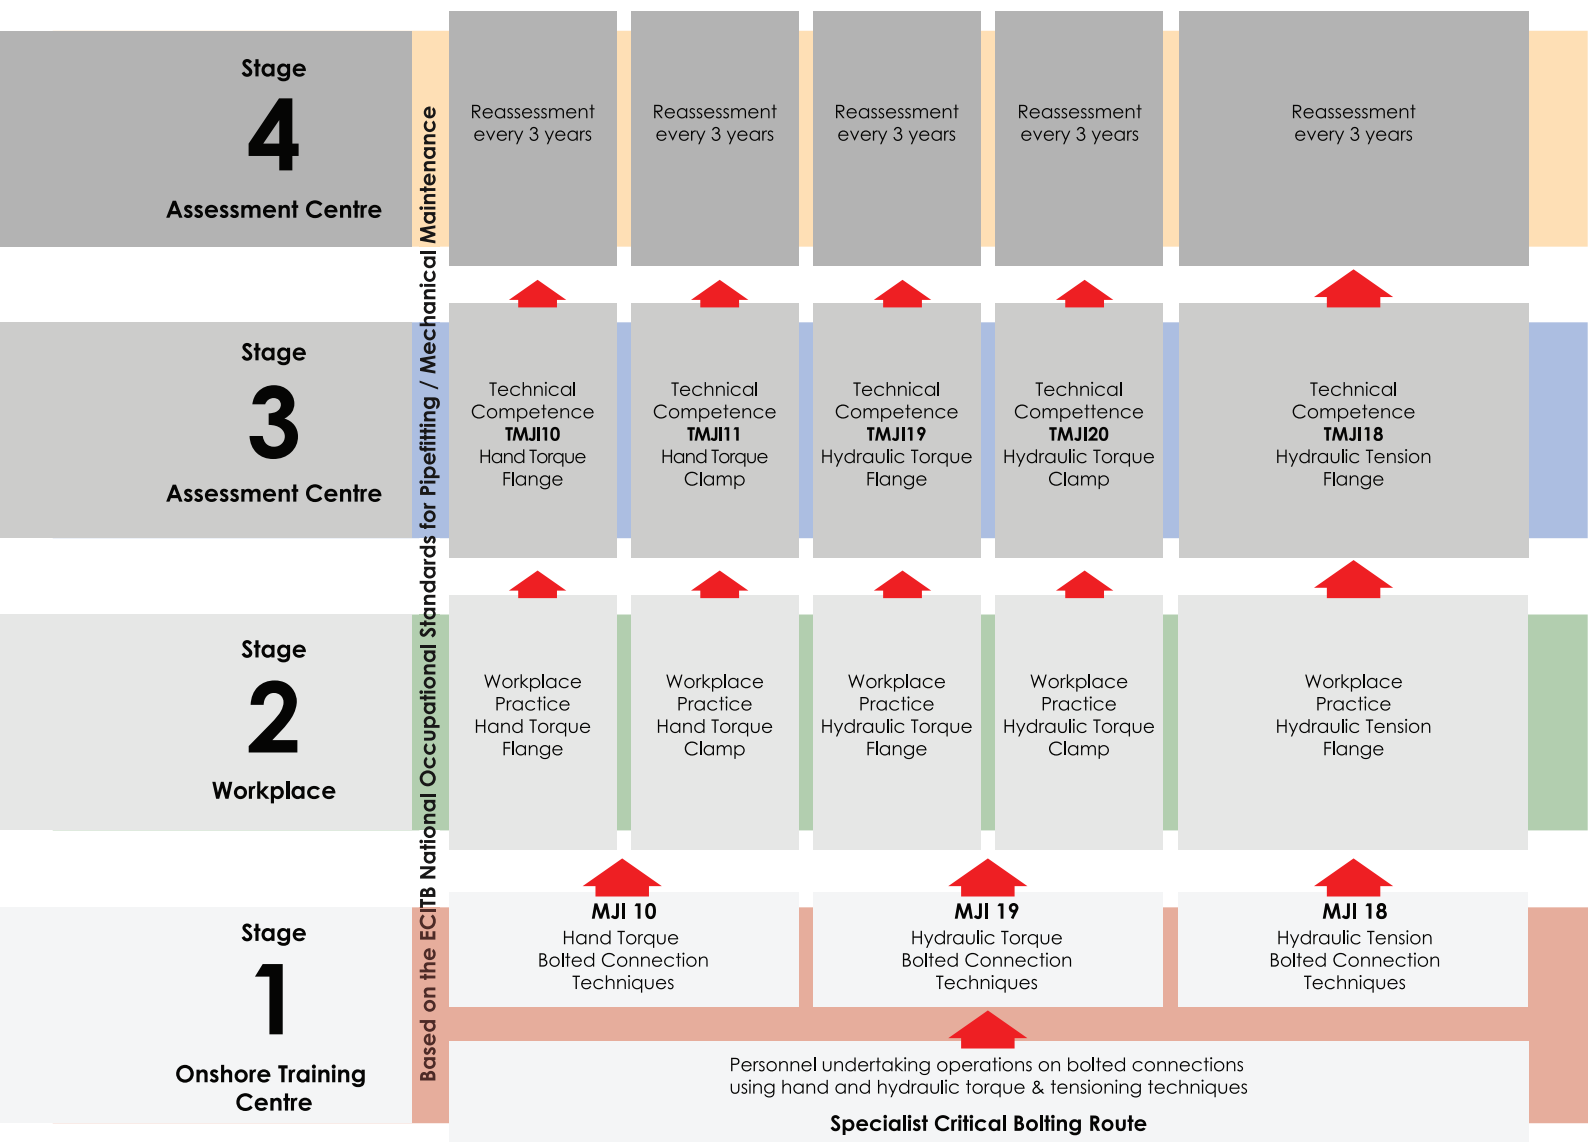 Stage
4
Assessment Centre
Reassessment
every 3 years
Reassessment
every 3 years
Reassessment
every 3 years
Reassessment
every 3 years
Reassessment
every 3 years
Based on the ECITB National Occupational Standards for Pipefitting / Mechanical Maintenance
Stage
3
Assessment Centre
Technical
Competence
TMJI10
Hand Torque
Flange
Technical
Competence
TMJI11
Hand Torque
Clamp
Technical
Competence
TMJI19
Hydraulic Torque
Flange
Technical
Compettence
TMJI20
Hydraulic Torque
Clamp
Technical
Competence
TMJI18
Hydraulic Tension
Flange
Stage
2
Workplace
Workplace
Practice
Hand Torque
Flange
Workplace
Practice
Hand Torque
Clamp
Workplace
Practice
Hydraulic Torque
Flange
Workplace
Practice
Hydraulic Torque
Clamp
Workplace
Practice
Hydraulic Tension
Flange
Stage
1
Onshore Training
Centre
MJI 10
Hand Torque
Bolted Connection
Techniques
MJI 19
Hydraulic Torque
Bolted Connection
Techniques
MJI 18
Hydraulic Tension
Bolted Connection
Techniques
Personnel undertaking operations on bolted connections
using hand and hydraulic torque & tensioning techniques
Specialist Critical Bolting Route